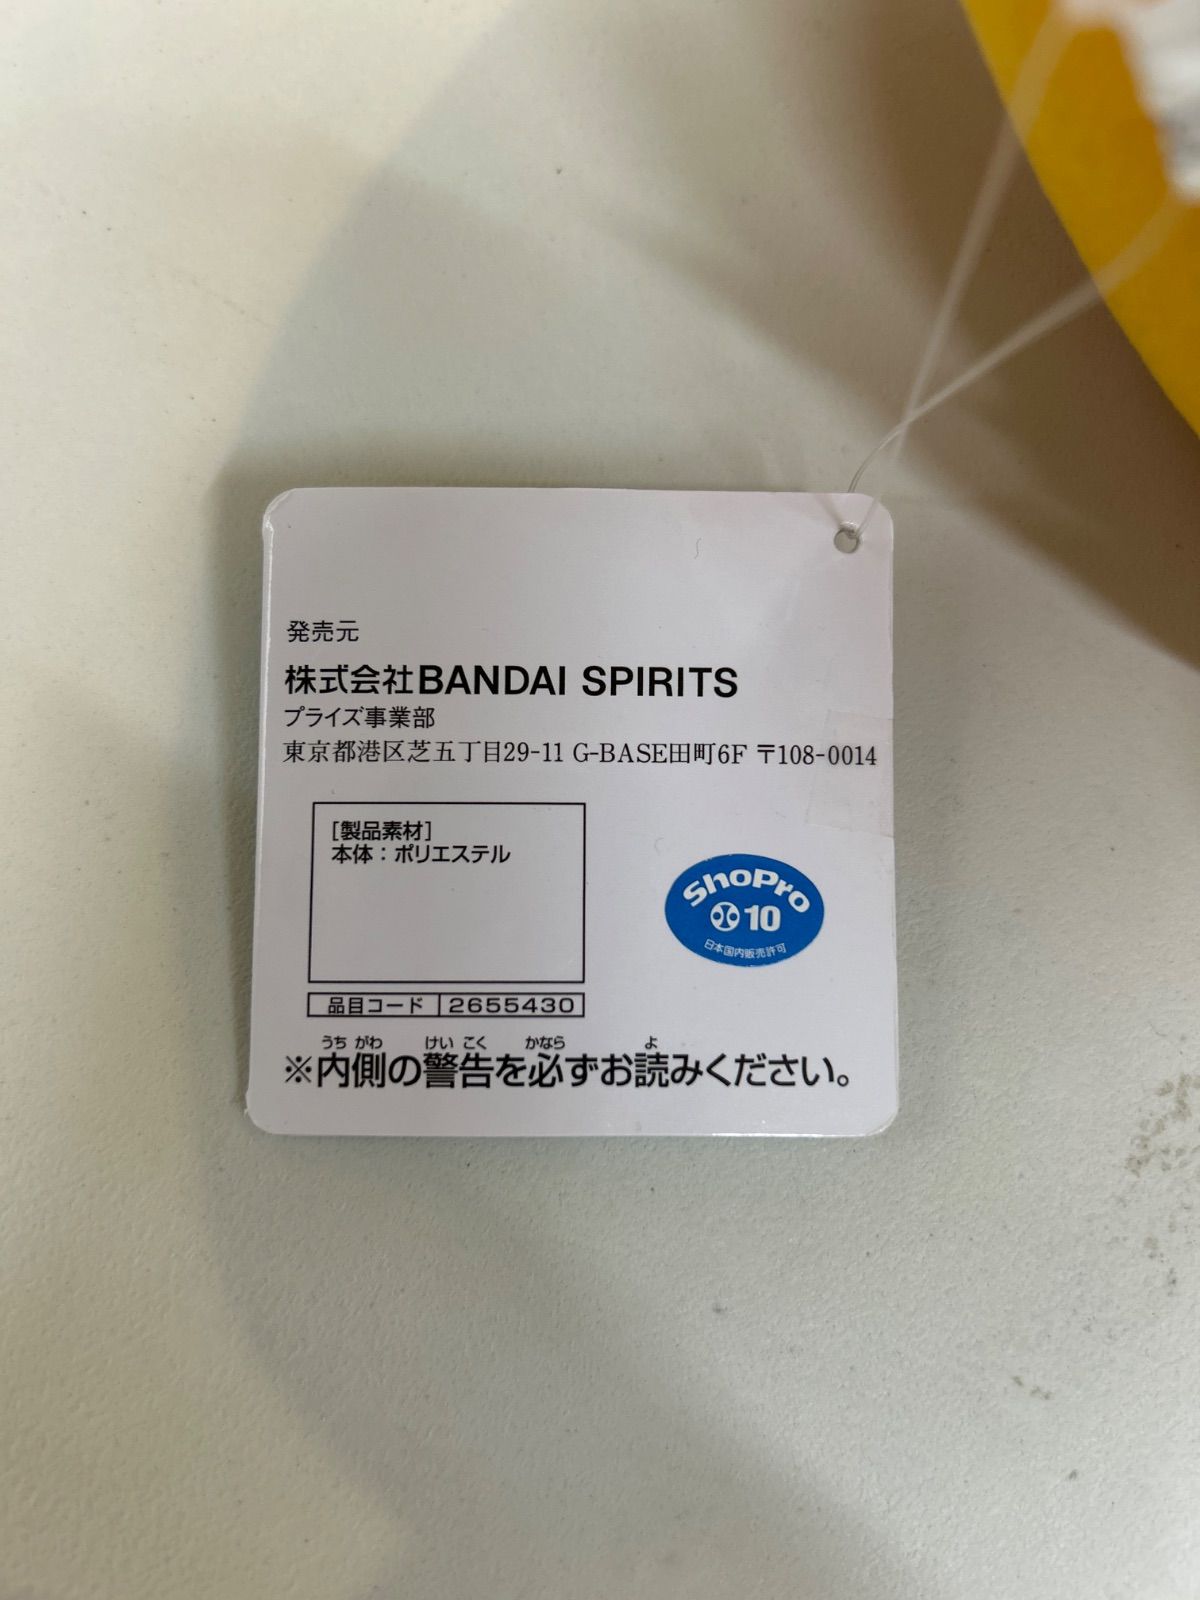 発売元
株式会社BANDAI SPIRITS
プライズ事業部
東京都港区芝五丁目29-11 G-BASE田町6F 〒108-0014
[製品素材]
本体：ポリエステル
ShoPro
10
日本国内販売許可
品目コード 2655430
うち がわ けい こく かなら よ
※内側の警告を必ずお読みください。